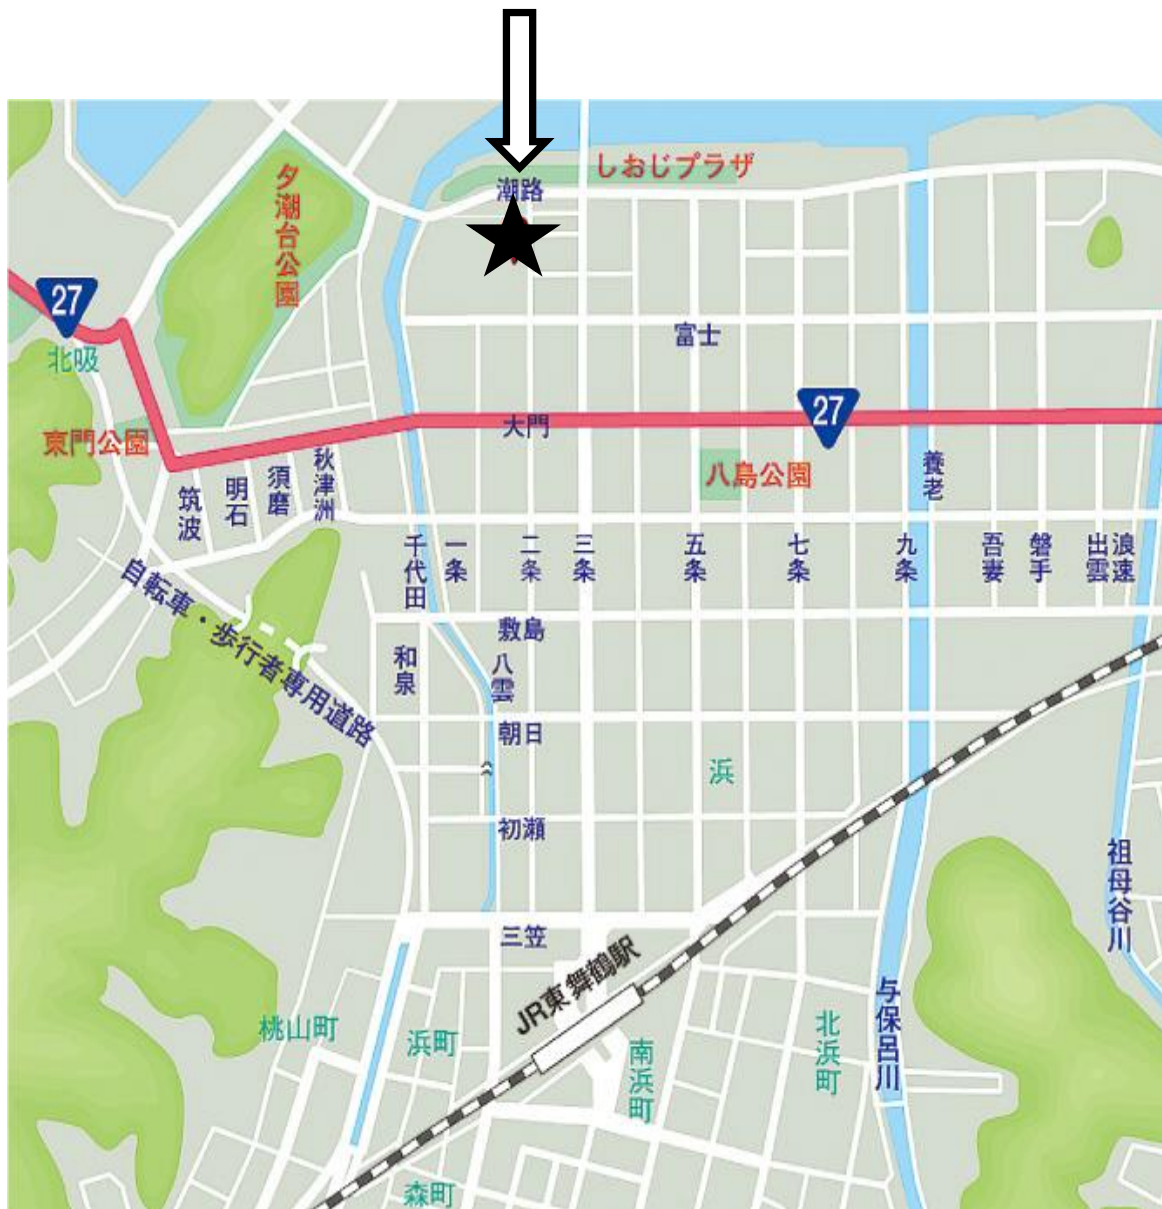 しおじプラザ
潮路
夕潮台公園
27
北吸
富士
27
大門
東門公園
八島公園
養老
秋津洲
須磨
明石
筑波
千代田
一条
二条
三条
五条
七条
九条
吾妻
磐手
出雲
浪速
自転車・歩行者専用道路
敷島
和泉
八雲
朝日
浜
初瀬
祖母谷川
三笠
JR東舞鶴駅
与保呂川
桃山町
浜町
南浜町
北浜町
森町